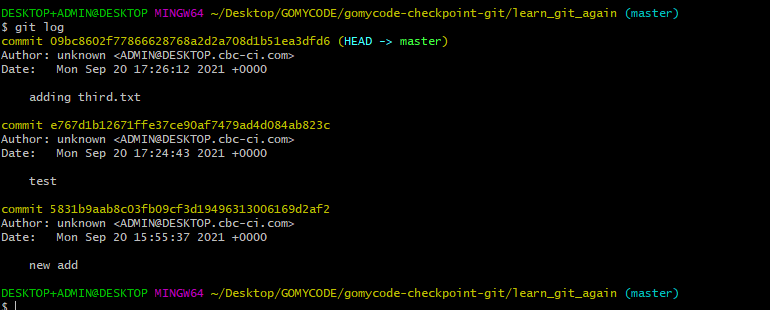 DESKTOP+ADMIN@DESKTOP MINGW64 ~/Desktop/GOMYCODE/gomycode-checkpoint-git/learn_git_again (master)
$ git log
commit 09bc8602f77866628768a2d2a708d1b51ea3dfd6 (HEAD -> master)
Author: unknown <ADMIN@DESKTOP.cbc-ci.com>
Date:   Mon Sep 20 17:26:12 2021 +0000
    adding third.txt
commit e767d1b12671ffe37ce90af7479ad4d084ab823c
Author: unknown <ADMIN@DESKTOP.cbc-ci.com>
Date:   Mon Sep 20 17:24:43 2021 +0000
    test
commit 5831b9aab8c03fb09cf3d19496313006169d2af2
Author: unknown <ADMIN@DESKTOP.cbc-ci.com>
Date:   Mon Sep 20 15:55:37 2021 +0000
    new add
DESKTOP+ADMIN@DESKTOP MINGW64 ~/Desktop/GOMYCODE/gomycode-checkpoint-git/learn_git_again (master)
$